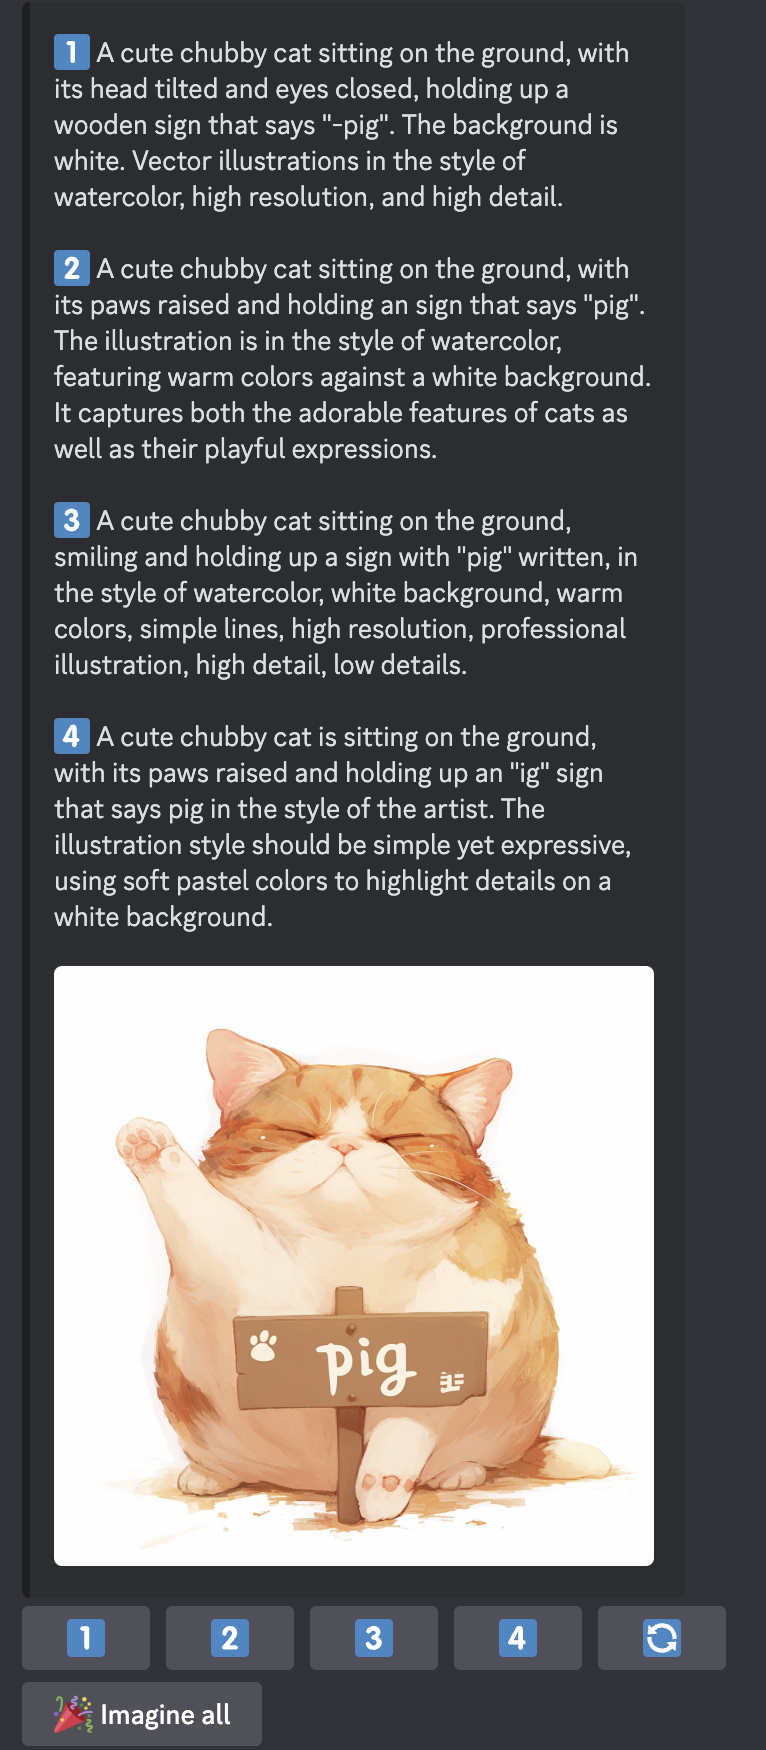 1 A cute chubby cat sitting on the ground, with
its head tilted and eyes closed, holding up a
wooden sign that says "-pig". The background is
white. Vector illustrations in the style of
watercolor, high resolution, and high detail.
2 A cute chubby cat sitting on the ground, with
its paws raised and holding an sign that says "pig".
The illustration is in the style of watercolor,
featuring warm colors against a white background.
It captures both the adorable features of cats as
well as their playful expressions.
3 A cute chubby cat sitting on the ground,
smiling and holding up a sign with "pig" written, in
the style of watercolor, white background, warm
colors, simple lines, high resolution, professional
illustration, high detail, low details.
4 A cute chubby cat is sitting on the ground,
with its paws raised and holding up an "ig" sign
that says pig in the style of the artist. The
illustration style should be simple yet expressive,
using soft pastel colors to highlight details on a
white background.
pig
1 2 3 4
Imagine all